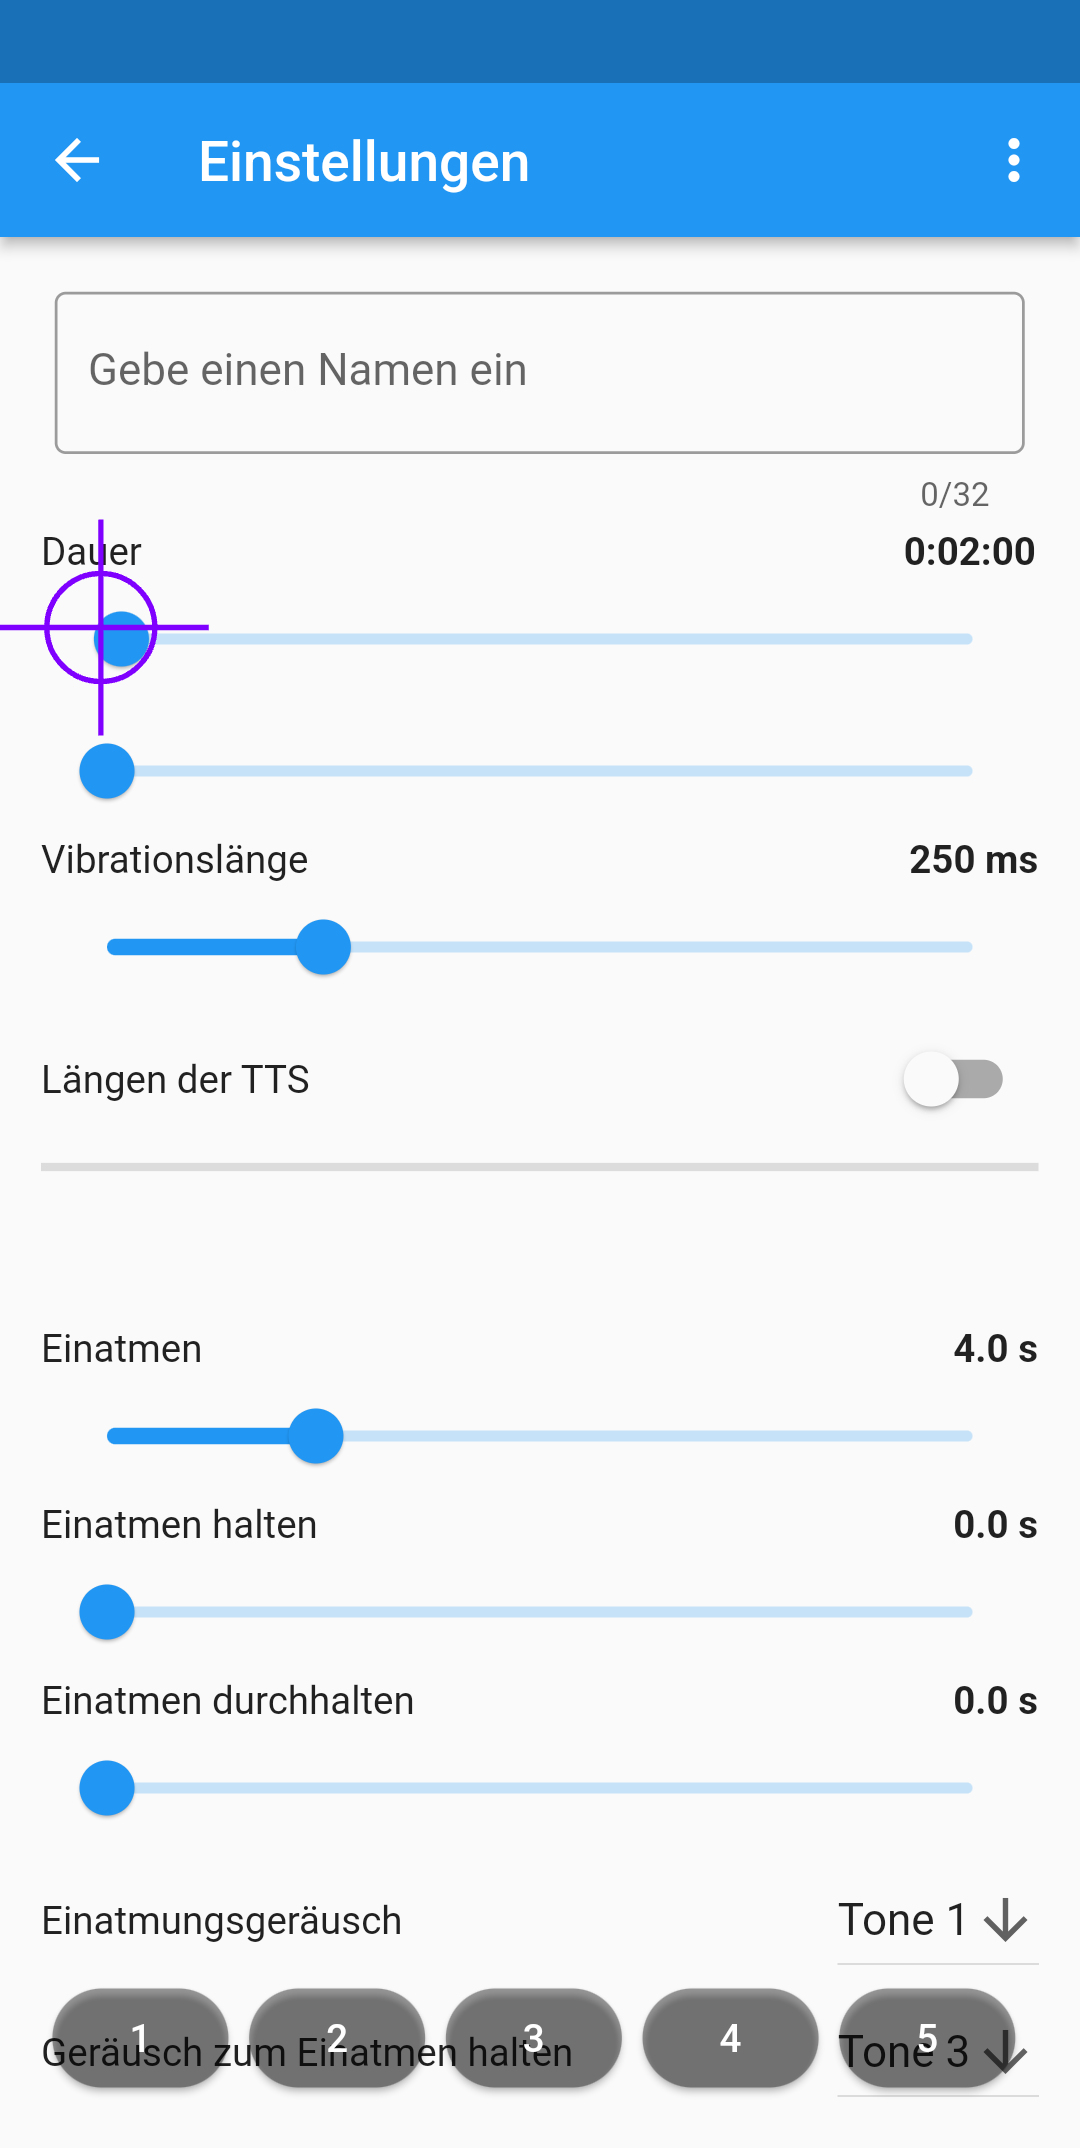 Einstellungen
Gebe einen Namen ein
0/32
Dauer 0:02:00
Vibrationslänge 250 ms
Längen der TTS
Einatmen 4.0 s
Einatmen halten 0.0 s
Einatmen durchhalten 0.0 s
Einatmungsgeräusch Tone 1
1 2 3 4 5
Geräusch zum Einatmen halten Tone 3